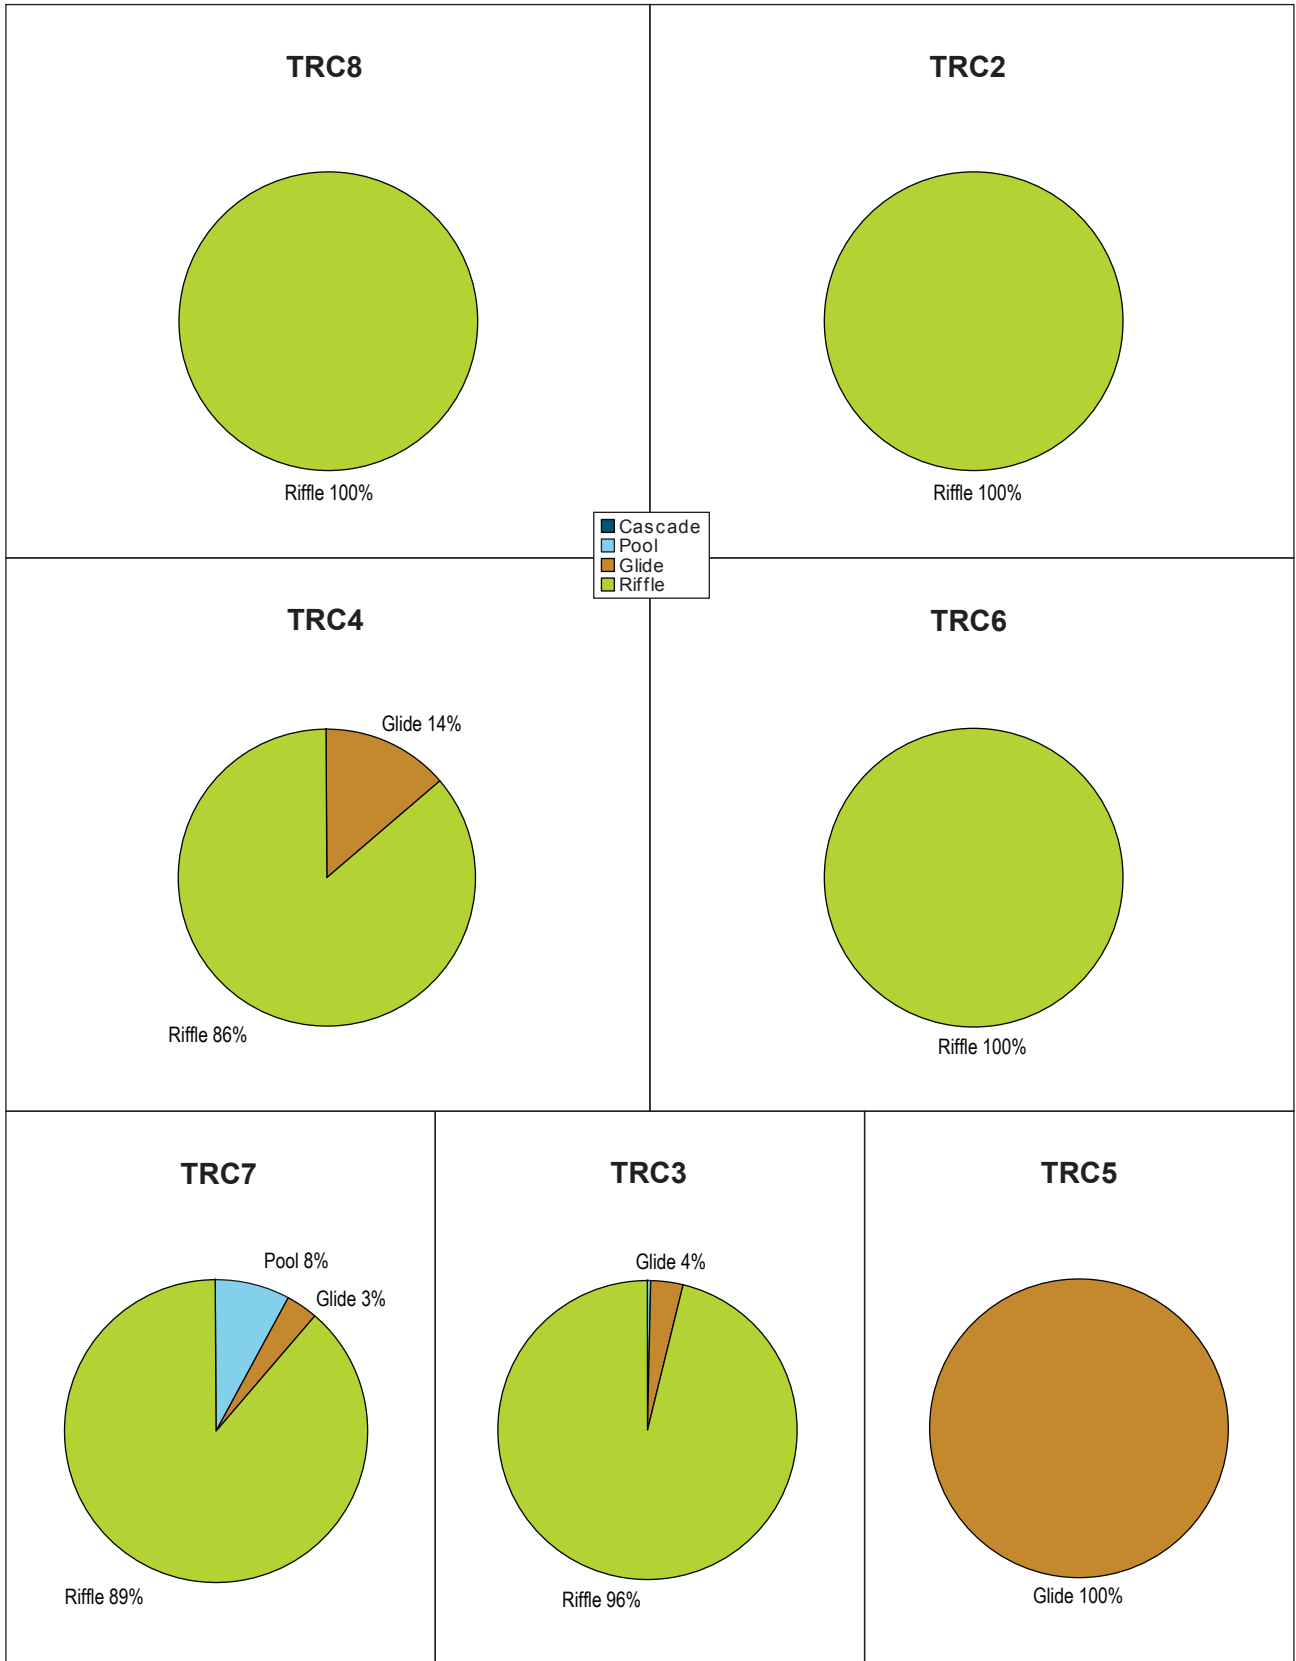 TRC8
Riffle 100%
TRC2
Riffle 100%
Cascade
Pool
Glide
Riffle
TRC4
Glide 14%
Riffle 86%
TRC6
Riffle 100%
TRC7
Pool 8%
Glide 3%
Riffle 89%
TRC3
Glide 4%
Riffle 96%
TRC5
Glide 100%